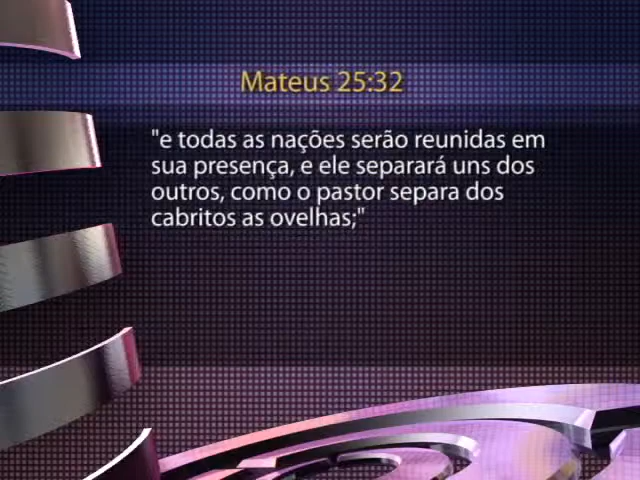 Mateus 25:32
"e todas as nações serão reunidas em
sua presença, e ele separará uns dos
outros, como o pastor separa dos
cabritos as ovelhas;"